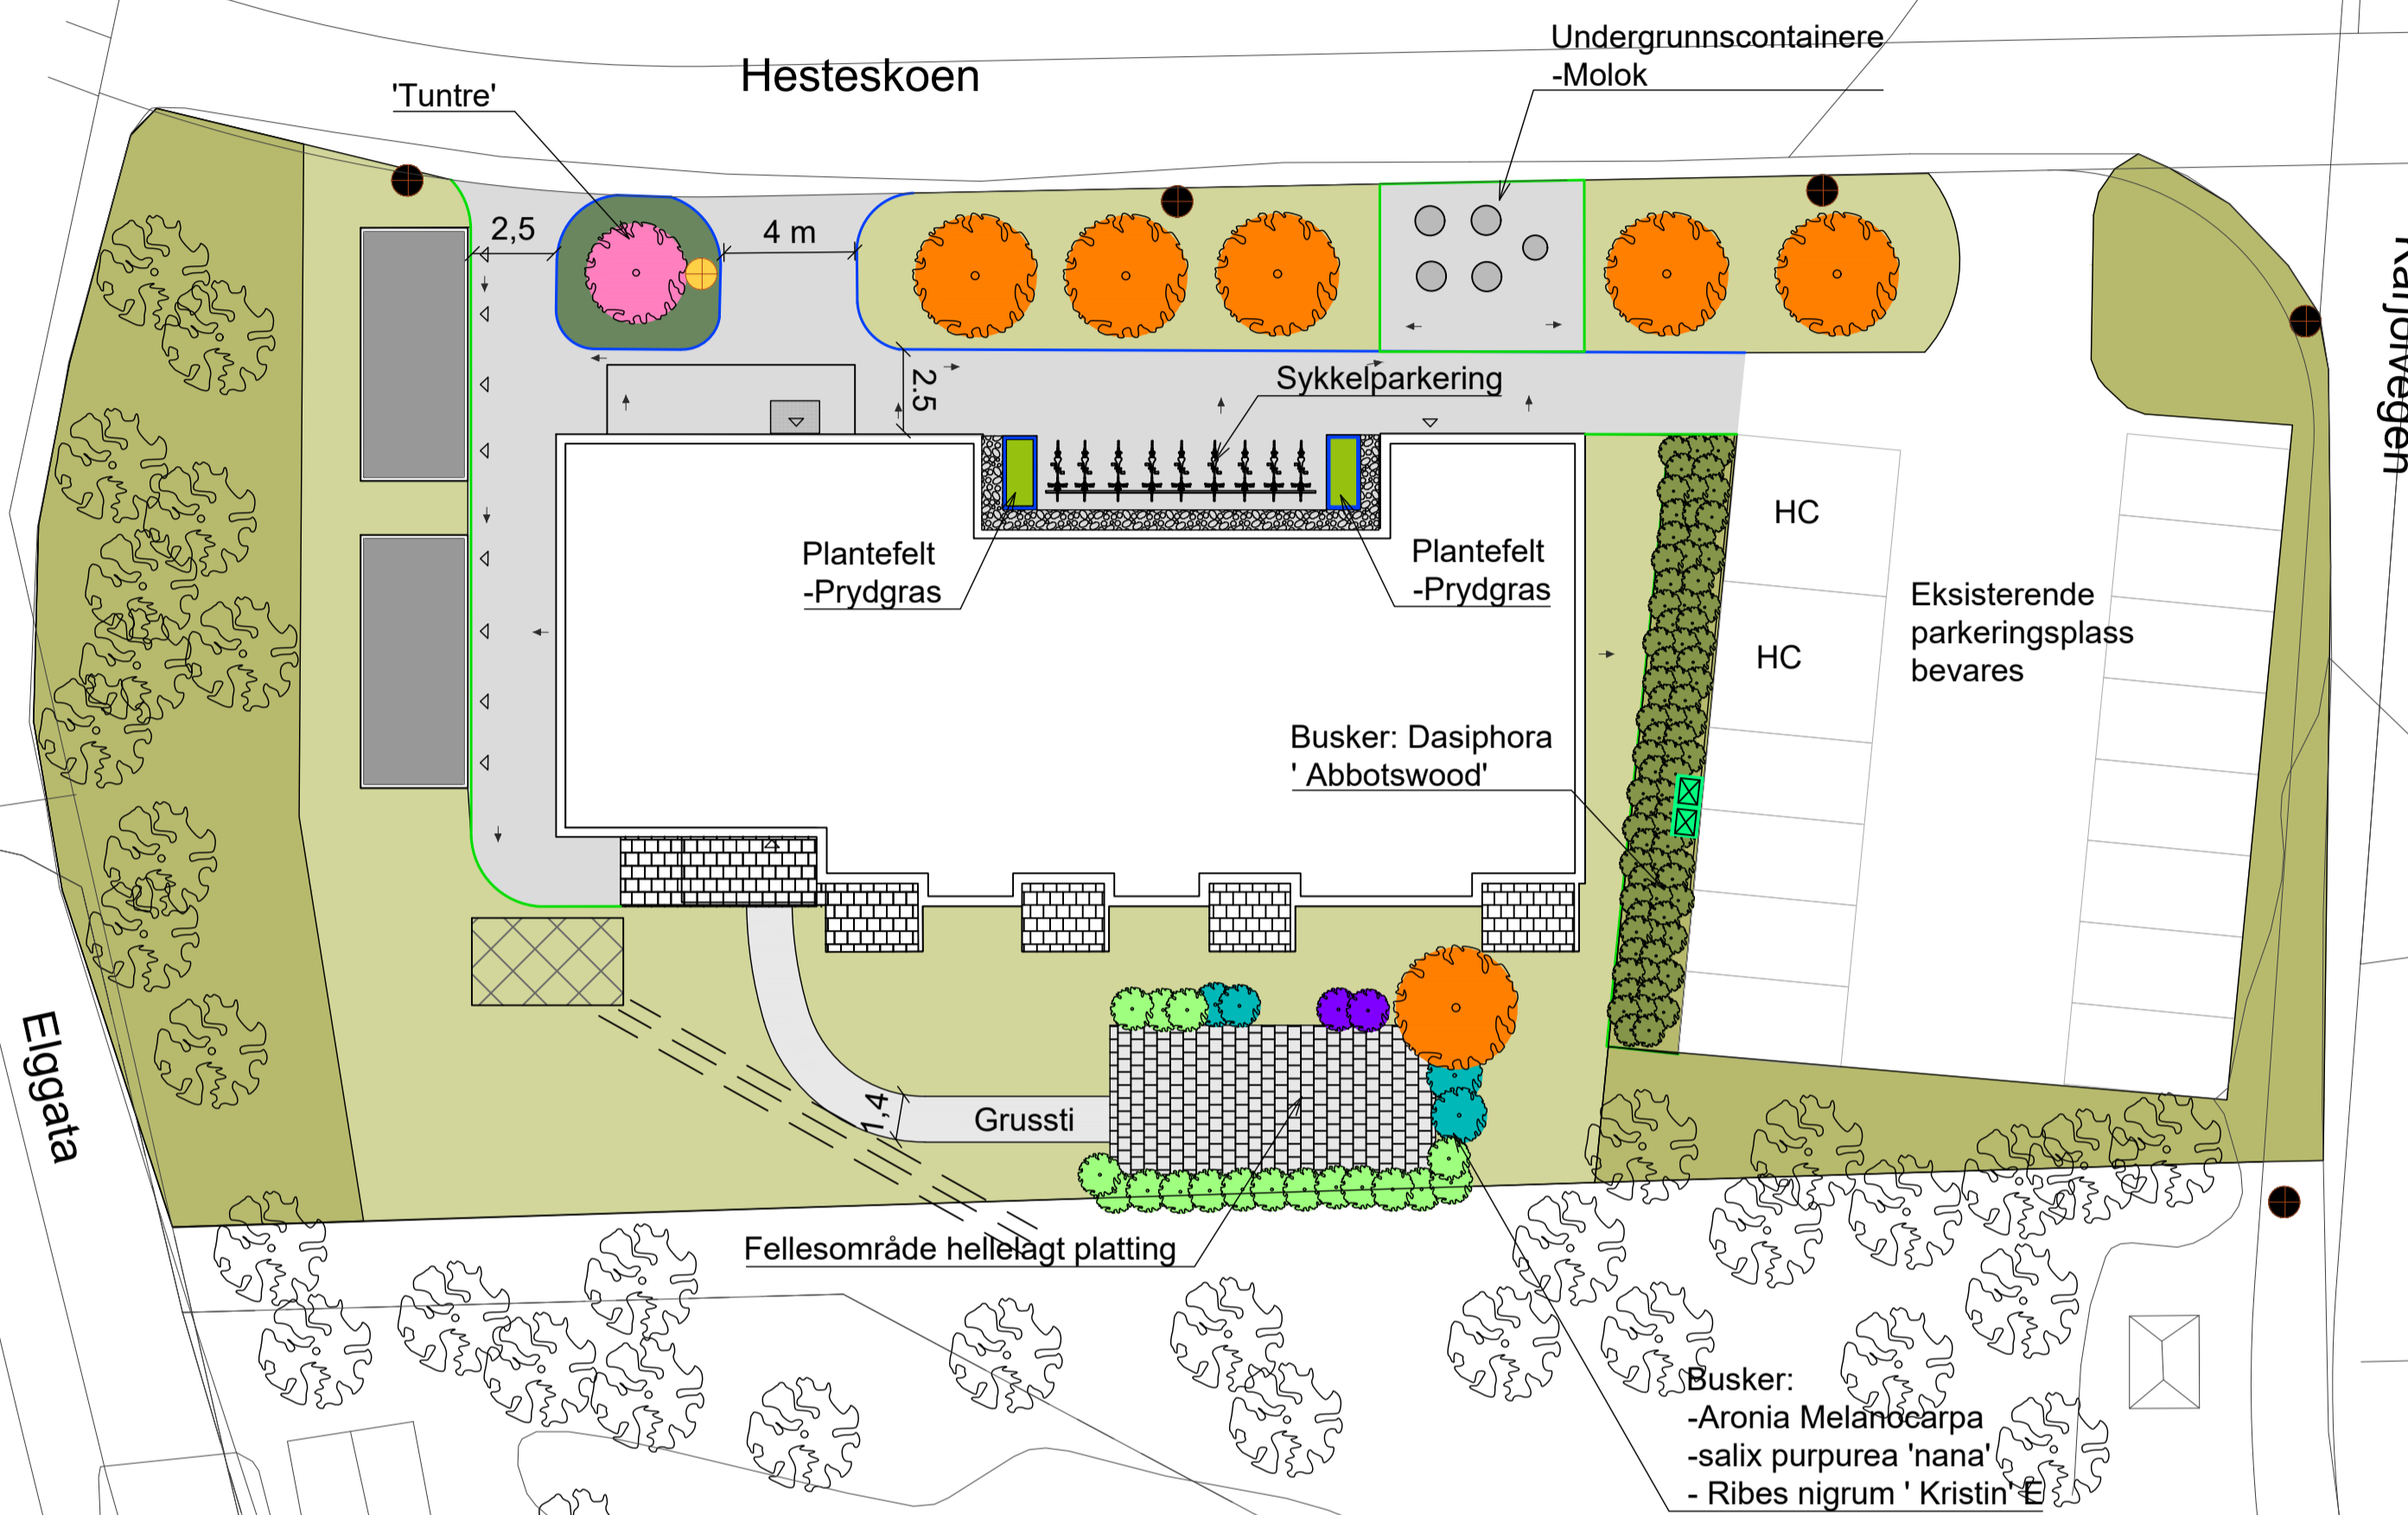 Hesteskoen
Undergrunnscontainere
-Molok
'Tuntre'
2,5
4 m
2.5
Sykkelparkering
Plantefelt
-Prydgras
Plantefelt
-Prydgras
HC
HC
Eksisterende
parkeringsplass
bevares
Busker: Dasiphora
' Abbotswood'
Elggata
1,4
Grussti
Fellesområde hellelagt platting
Busker:
-Aronia Melanocarpa
-salix purpurea 'nana'
- Ribes nigrum ' Kristin' E